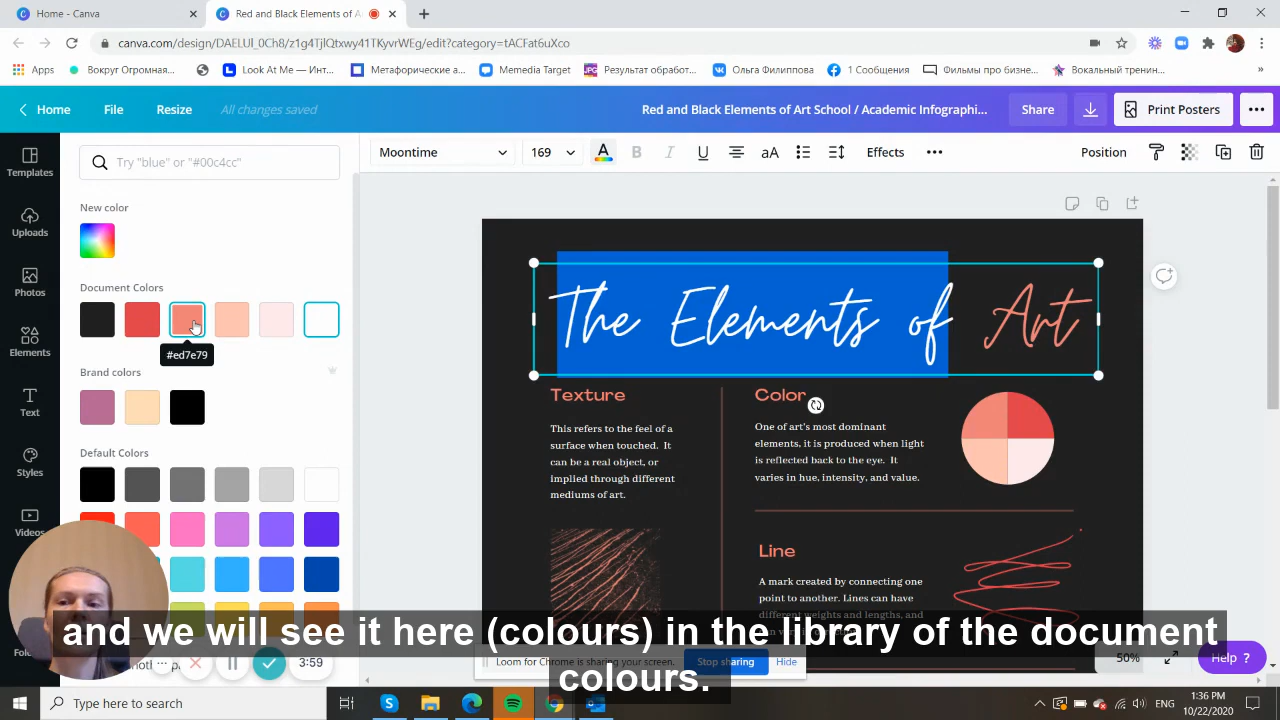 Home - Canva
Red and Black Elements of A
canva.com/design/DAELUl_0Ch8/z1g4TjlQtxwy41TKywrWEg/edit?category=tACFat6uXco
Apps
Вокруг Огромная...
Look At Me — Инт...
Метафорические а...
Memedia Target
Результат обработ...
Ольга Филиппова
1 Сообщения
Фильмы про бизне...
Вокальный тренин...
»
Home
File
Resize
All changes saved
Red and Black Elements of Art School / Academic Infographi...
Share
Print Posters
Templates
Uploads
Photos
Elements
Text
Styles
Videos
Try "blue" or "#00c4cc"
New color
Document Colors
#ed7e79
Brand colors
Default Colors
Moontime
169
A
B
I
U
aA
Effects
Position
The Elements of Art
Texture
This refers to the feel of a
surface when touched. It
can be a real object, or
implied through different
mediums of art.
Color
One of art's most dominant
elements, it is produced when light
is reflected back to the eye. It
varies in hue, intensity, and value.
Line
A mark created by connecting one
point to another. Lines can have
different weights and lengths, and
and we will see it here (colours) in the library of the document
colours.
3:59
Loom for Chrome is sharing your screen.
Stop sharing
Hide
50%
Help ?
Type here to search
ENG
1:36 PM
10/22/2020